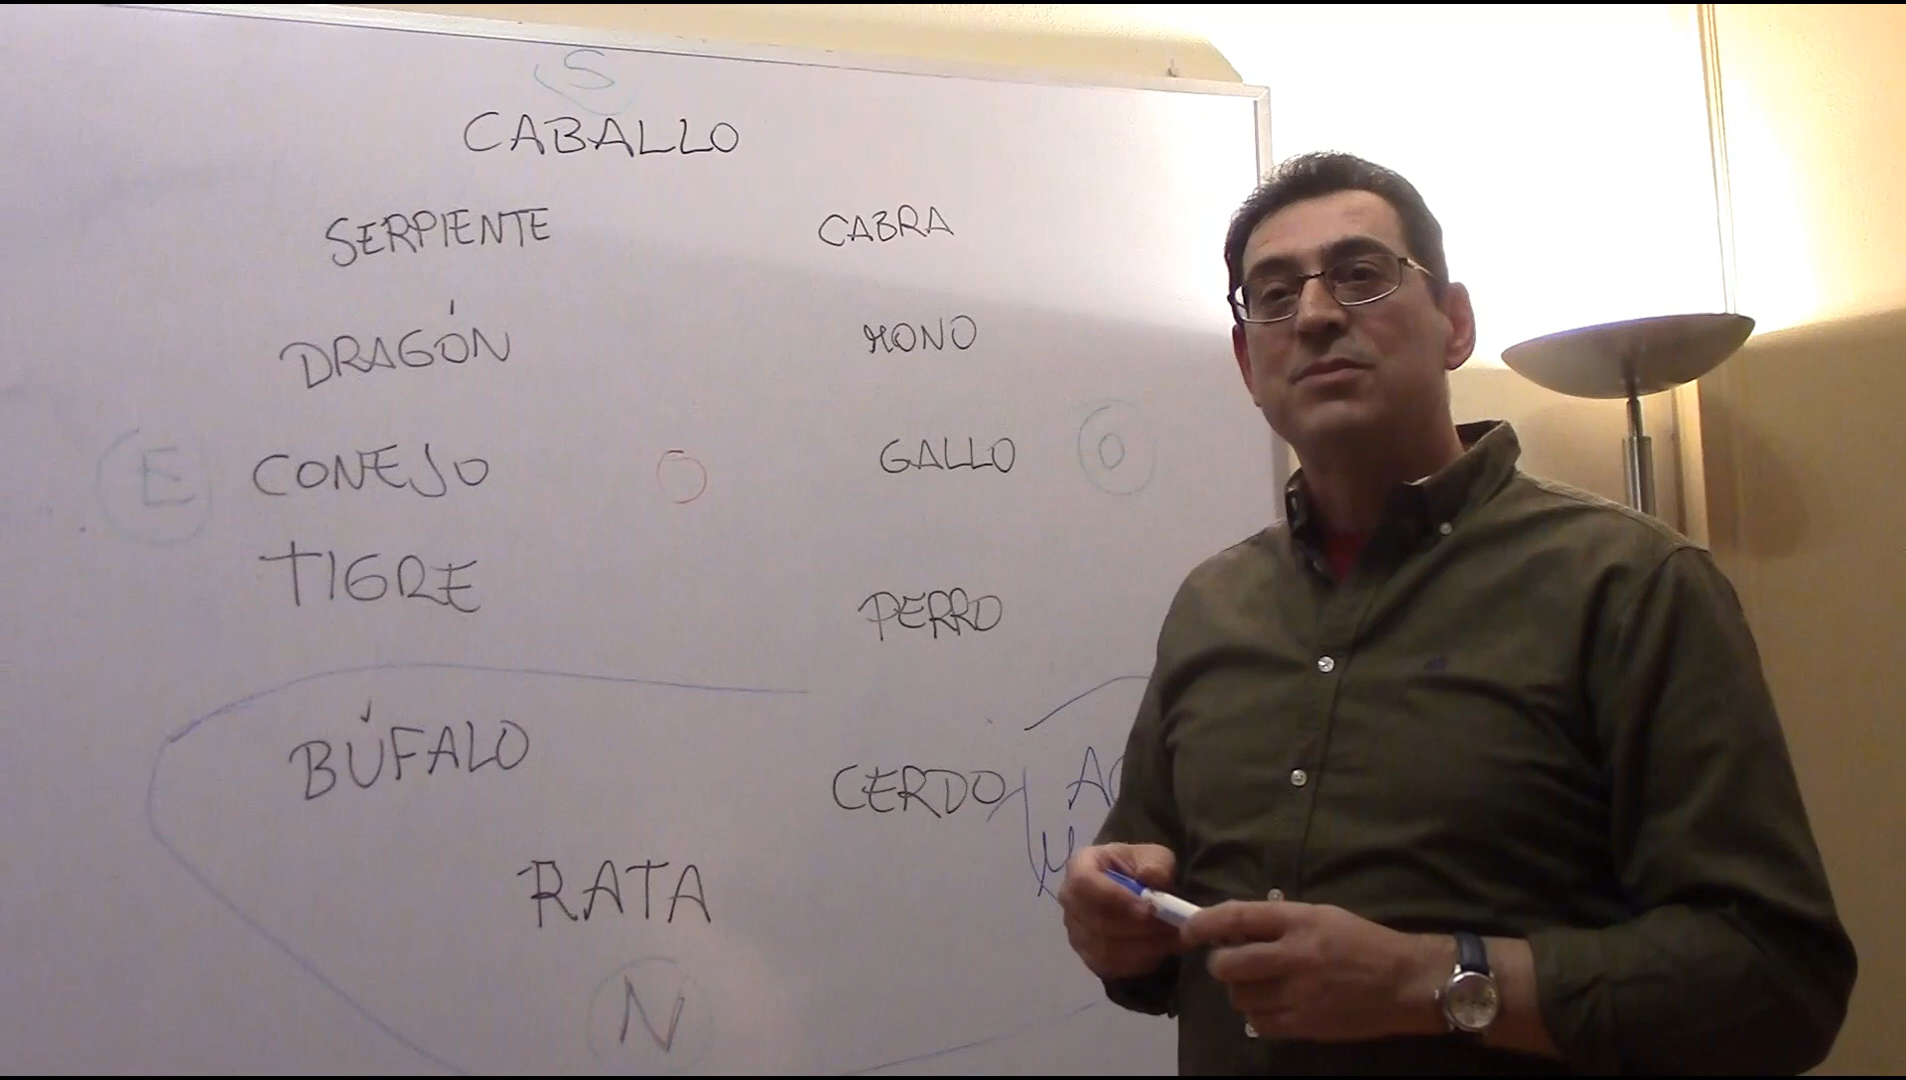 S
CABALLO
SERPIENTE CABRA
DRAGÓN MONO
E CONEJO GALLO O
TIGRE
PERRO
BÚFALO
CERDO
RATA
N